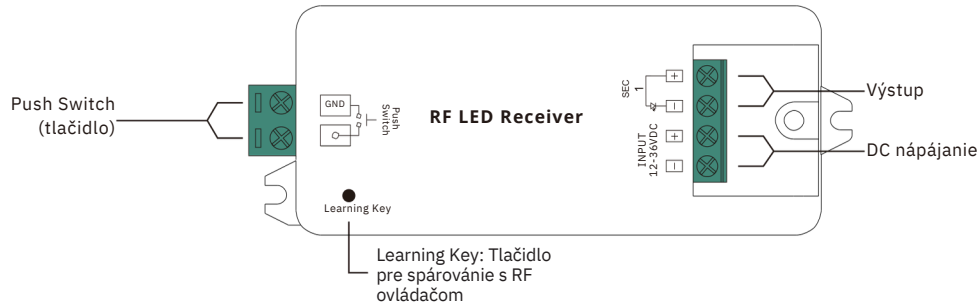 Push Switch
(tlačidlo)
GND
Push
Switch
RF LED Receiver
SEC
1
+
−
INPUT
12-36VDC
+
−
Výstup
DC nápájanie
Learning Key
Learning Key: Tlačidlo
pre spárovánie s RF
ovládačom